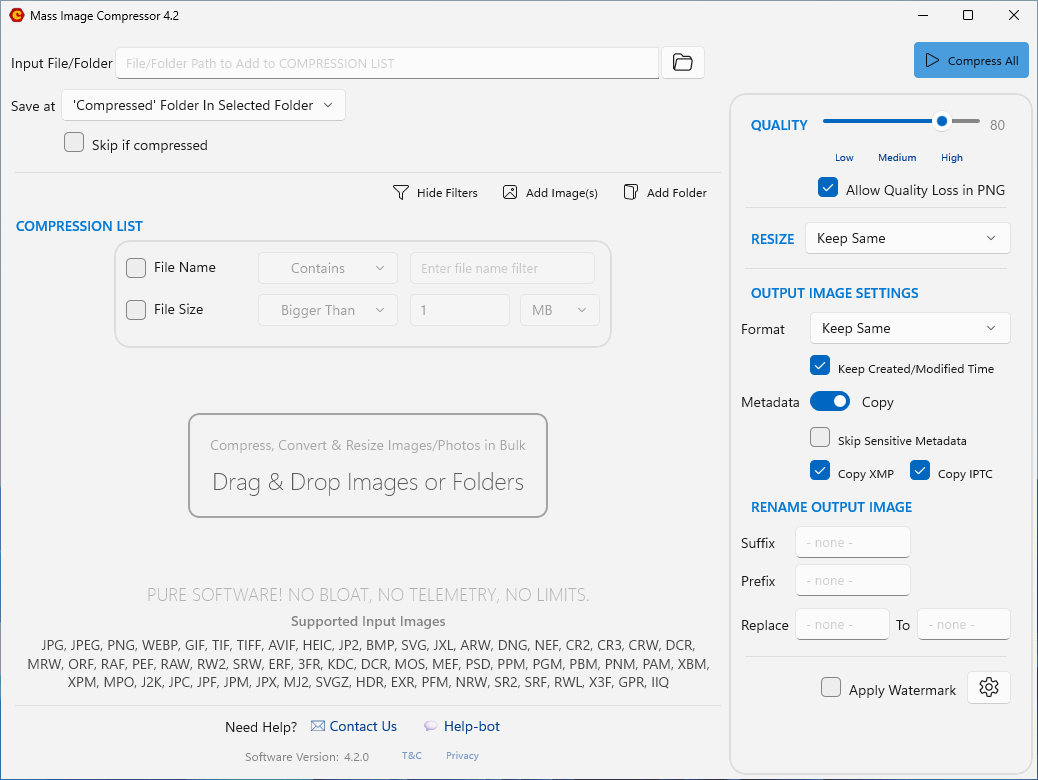 Mass Image Compressor 4.2
Input File/Folder File/Folder Path to Add to COMPRESSION LIST
Compress All
Save at 'Compressed' Folder In Selected Folder
Skip if compressed
Hide Filters Add Image(s) Add Folder
COMPRESSION LIST
File Name Contains Enter file name filter
File Size Bigger Than 1 MB
Compress, Convert & Resize Images/Photos in Bulk
Drag & Drop Images or Folders
PURE SOFTWARE! NO BLOAT, NO TELEMETRY, NO LIMITS.
Supported Input Images
JPG, JPEG, PNG, WEBP, GIF, TIF, TIFF, AVIF, HEIC, JP2, BMP, SVG, JXL, ARW, DNG, NEF, CR2, CR3, CRW, DCR,
MRW, ORF, RAF, PEF, RAW, RW2, SRW, ERF, 3FR, KDC, DCR, MOS, MEF, PSD, PPM, PGM, PBM, PNM, PAM, XBM,
XPM, MPO, J2K, JPC, JPF, JPM, JPX, MJ2, SVGZ, HDR, EXR, PFM, NRW, SR2, SRF, RWL, X3F, GPR, IIQ
Need Help? Contact Us Help-bot
Software Version: 4.2.0 T&C Privacy
QUALITY 80
Low Medium High
Allow Quality Loss in PNG
RESIZE Keep Same
OUTPUT IMAGE SETTINGS
Format Keep Same
Keep Created/Modified Time
Metadata Copy
Skip Sensitive Metadata
Copy XMP Copy IPTC
RENAME OUTPUT IMAGE
Suffix - none -
Prefix - none -
Replace - none - To - none -
Apply Watermark